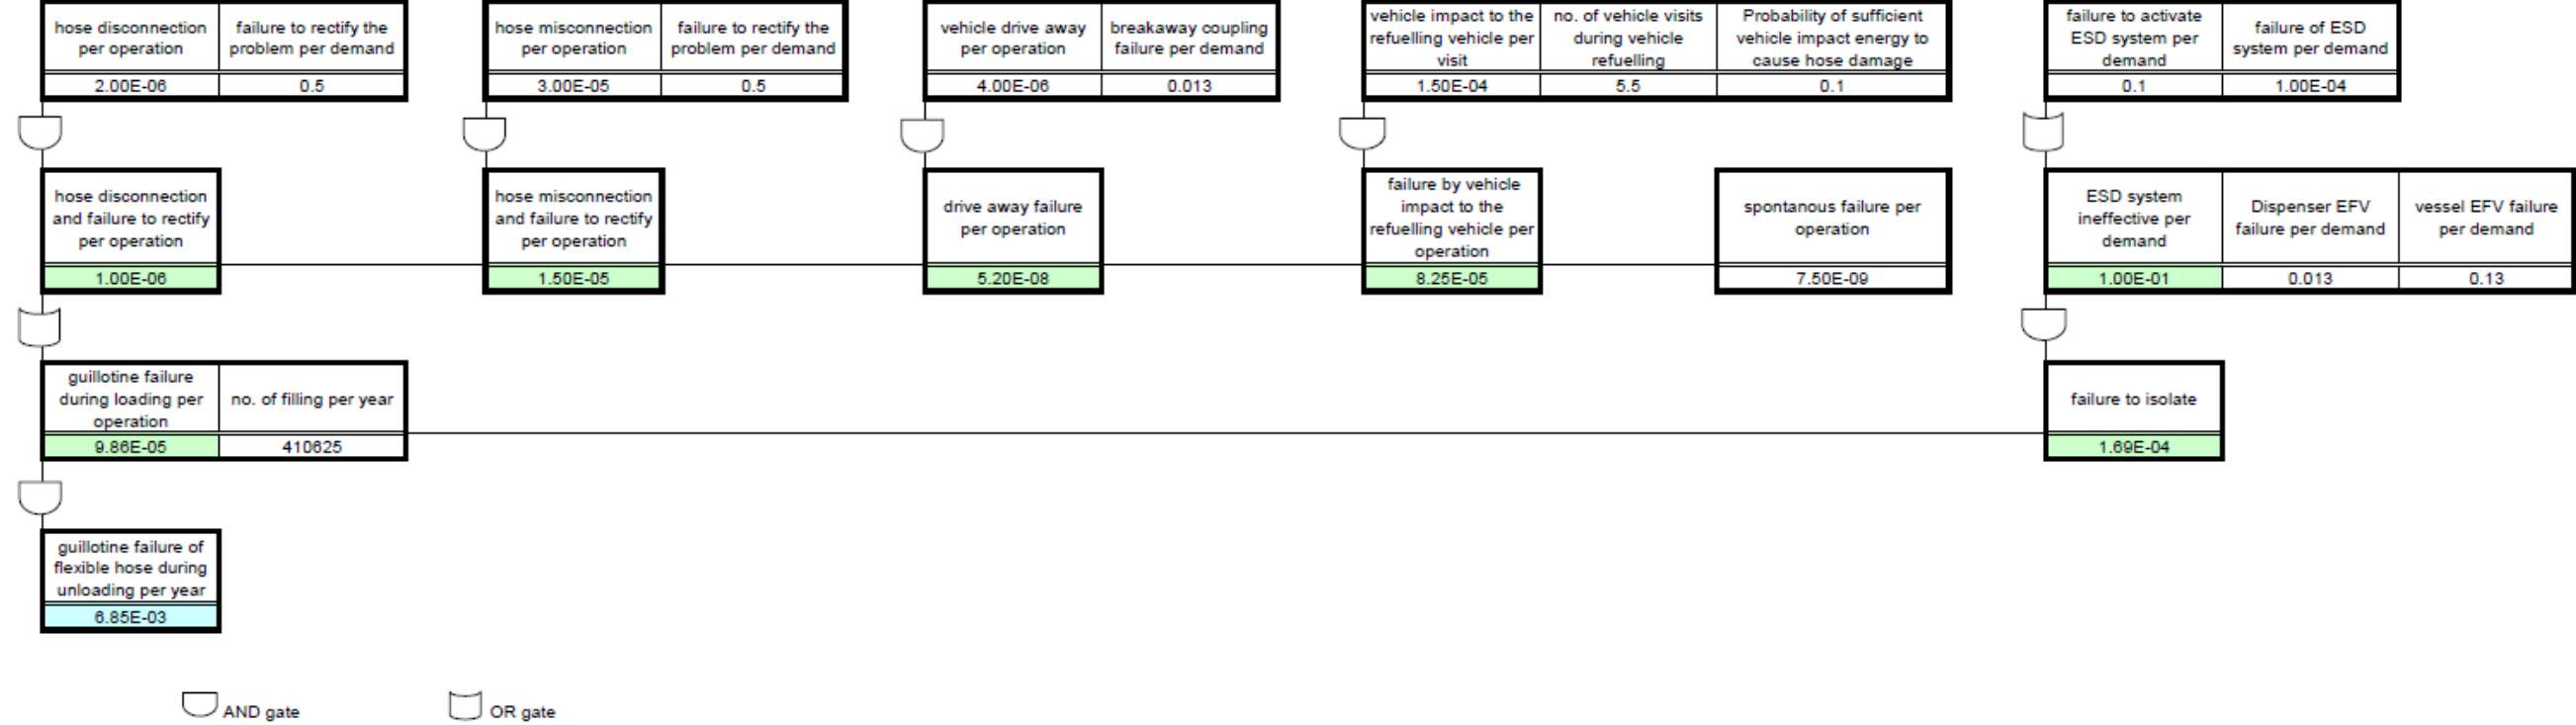 hose disconnection
per operation
failure to rectify the
problem per demand
2.00E-06
0.5
hose misconnection
per operation
failure to rectify the
problem per demand
3.00E-05
0.5
vehicle drive away
per operation
breakaway coupling
failure per demand
4.00E-06
0.013
vehicle impact to the
refuelling vehicle per
visit
no. of vehicle visits
during vehicle
refuelling
Probability of sufficient
vehicle impact energy to
cause hose damage
1.50E-04
5.5
0.1
failure to activate
ESD system per
demand
failure of ESD
system per demand
0.1
1.00E-04
hose disconnection
and failure to rectify
per operation
1.00E-06
hose misconnection
and failure to rectify
per operation
1.50E-05
drive away failure
per operation
5.20E-08
failure by vehicle
impact to the
refuelling vehicle per
operation
8.25E-05
spontanous failure per
operation
7.50E-09
ESD system
ineffective per
demand
Dispenser EFV
failure per demand
vessel EFV failure
per demand
1.00E-01
0.013
0.13
guillotine failure
during loading per
operation
no. of filling per year
9.86E-05
410625
failure to isolate
1.69E-04
guillotine failure of
flexible hose during
unloading per year
6.85E-03
AND gate
OR gate